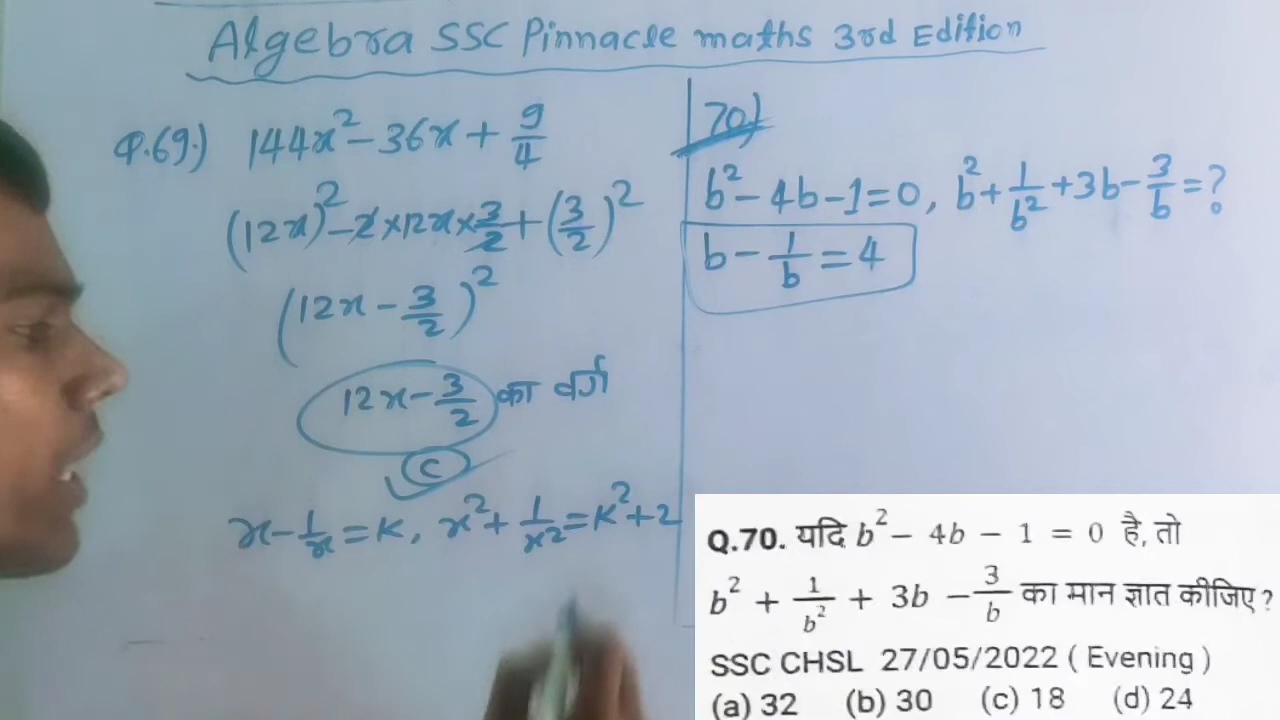 Algebra SSC Pinnacle maths 3rd Edition
Q.69.) 144x² - 36x + 9/4
(12x)² - 2 × 12x × 3/2 + (3/2)²
(12x - 3/2)²
12x - 3/2 का वर्ग
C
x - 1/x = K, x² + 1/x² = K² + 2
70)
b² - 4b - 1 = 0, b² + 1/b² + 3b - 3/b = ?
b - 1/b = 4
Q.70. यदि b² - 4b - 1 = 0 है, तो
b² + 1/b² + 3b - 3/b का मान ज्ञात कीजिए?
SSC CHSL 27/05/2022 ( Evening )
(a) 32 (b) 30 (c) 18 (d) 24